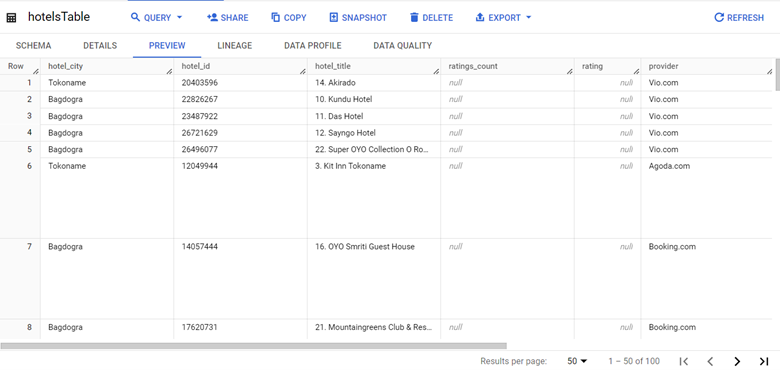 hotelsTable QUERY SHARE COPY SNAPSHOT DELETE EXPORT REFRESH
SCHEMA DETAILS PREVIEW LINEAGE DATA PROFILE DATA QUALITY
Row hotel_city hotel_id hotel_title ratings_count rating provider
1 Tokoname 20403596 14. Akirado null null Vio.com
2 Bagdogra 22826267 10. Kundu Hotel null null Vio.com
3 Bagdogra 23487922 11. Das Hotel null null Vio.com
4 Bagdogra 26721629 12. Sayngo Hotel null null Vio.com
5 Bagdogra 26496077 22. Super OYO Collection O Ro... null null Vio.com
6 Tokoname 12049944 3. Kit Inn Tokoname null null Agoda.com
7 Bagdogra 14057444 16. OYO Smriti Guest House null null Booking.com
8 Bagdogra 17620731 21. Mountaingreens Club & Res... null null Booking.com
Results per page: 50 1 – 50 of 100